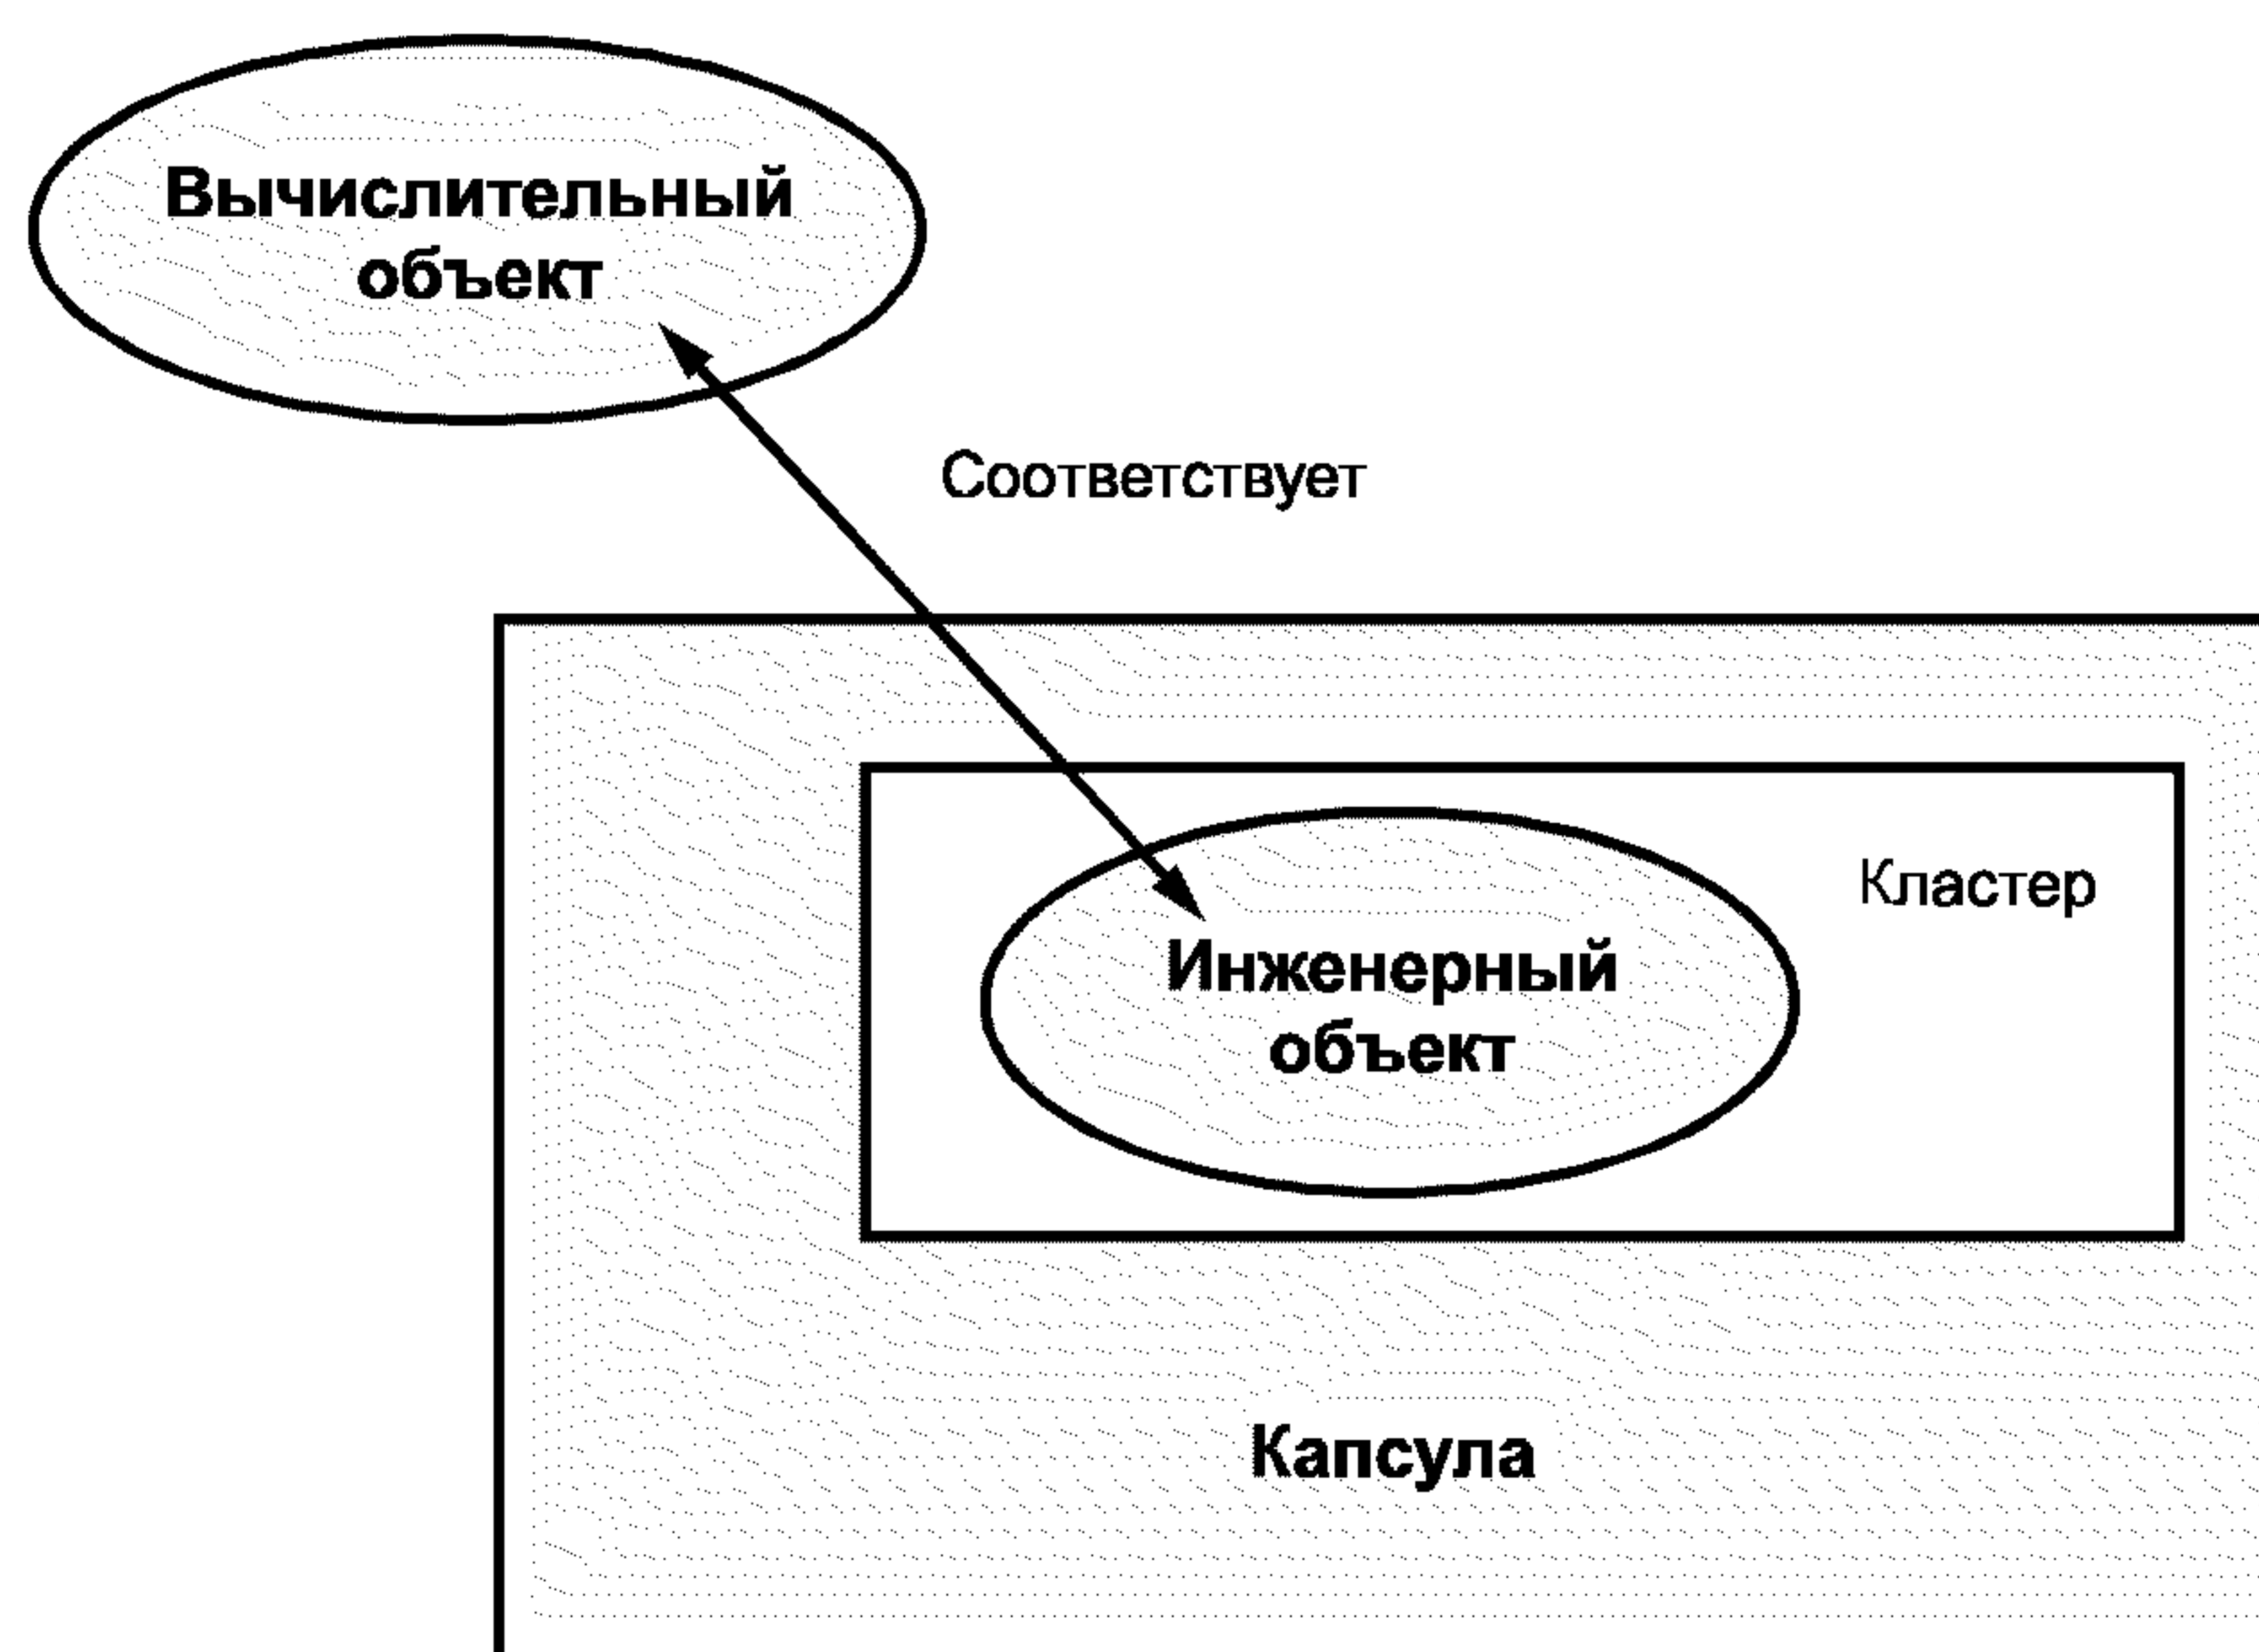 Вычислительный
объект
Соответствует
Кластер
Инженерный
объект
Капсула